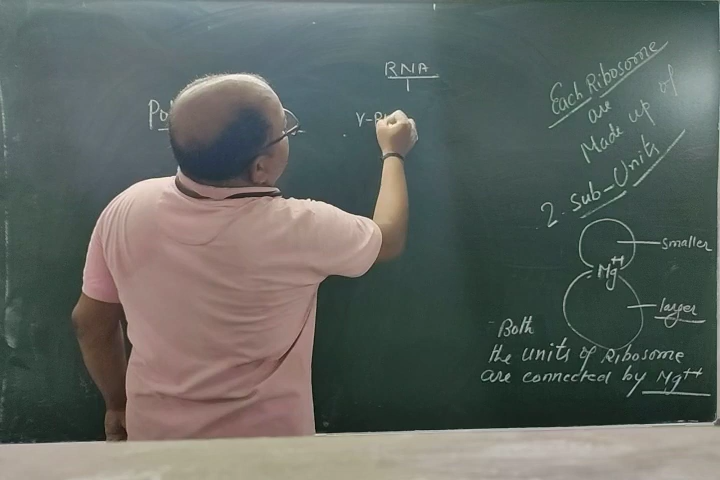 RNA
Each Ribosome
are
Made up of
2. Sub-Units
smaller
Mg++
larger
Both
the units of Ribosome
are connected by Mg++